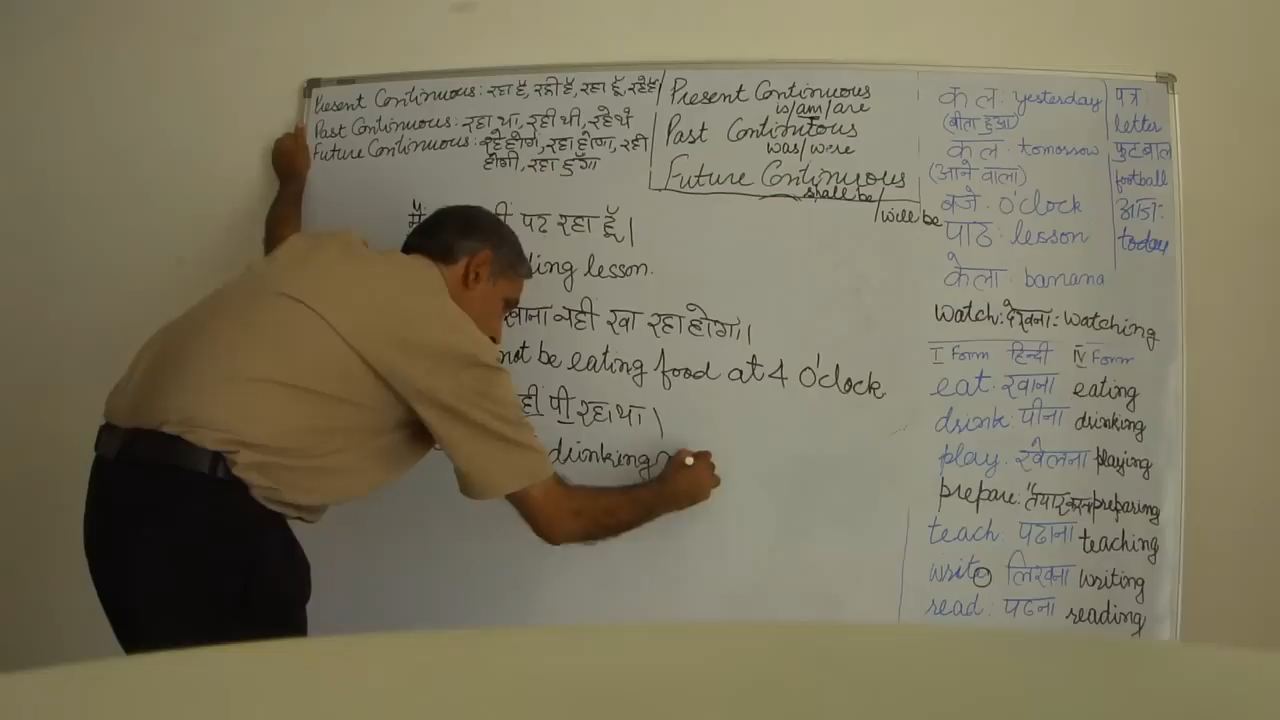 Present Continuous: रहा है, रही है, रहा हूँ, रहे हैं
Past Continuous: रहा था, रही थी, रहे थे
Future Continuous: रहे होंगे, रहा होगा, रही
होगी, रहा हुँगा
Present Continuous
is/am/are
Past Continuous
was/were
Future Continuous
shall be/will be
कल. yesterday
(बीता हुआ)
कल. tomorrow
(आने वाला)
बजे. O'clock
पाठ: lesson
केला. banana
पत्र
letter
फुटबाल
football
आज:
today
watch: देखना: watching
I Form हिन्दी IV Form
eat. खाना eating
drink: पीना drinking
play. खेलना playing
prepare: तैयार करना preparing
teach. पढाना teaching
write लिखना writing
read: पढना reading
मैं पढ रहा हूँ।
lesson.
खाना नही खा रहा होगा।
not be eating food at 4 O'clock
पी रहा था।
drinking